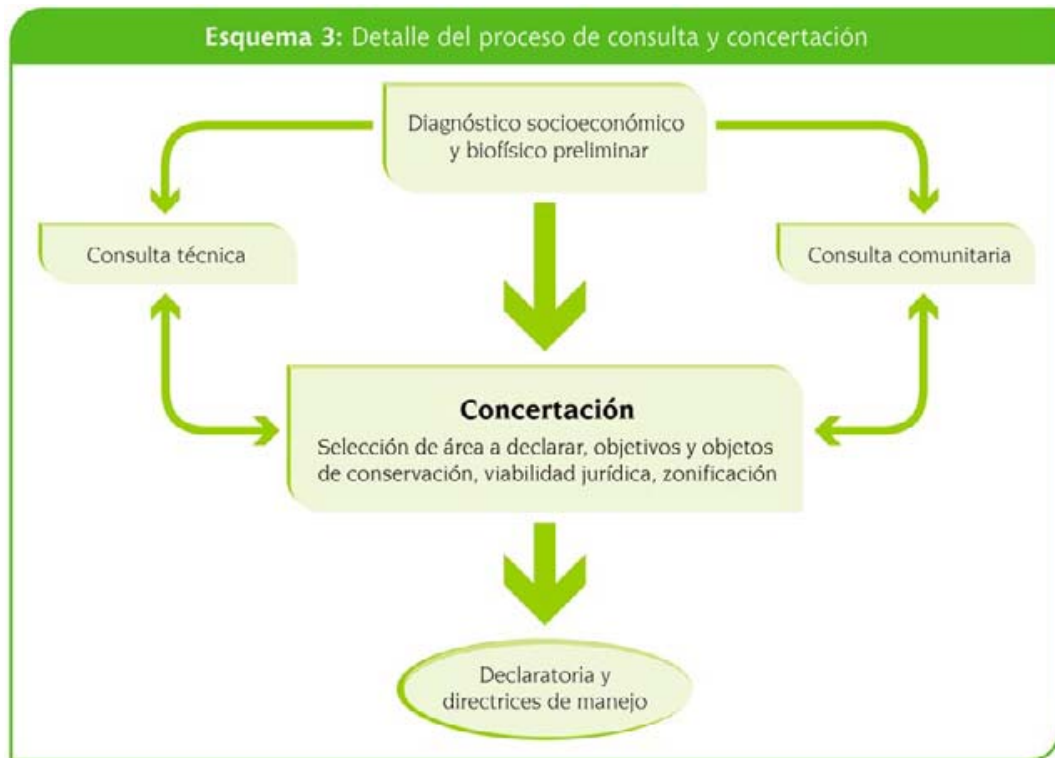 Esquema 3: Detalle del proceso de consulta y concertación
Diagnóstico socioeconómico
y biofísico preliminar
Consulta técnica
Consulta comunitaria
Concertación
Selección de área a declarar, objetivos y objetos
de conservación, viabilidad jurídica, zonificación
Declaratoria y
directrices de manejo